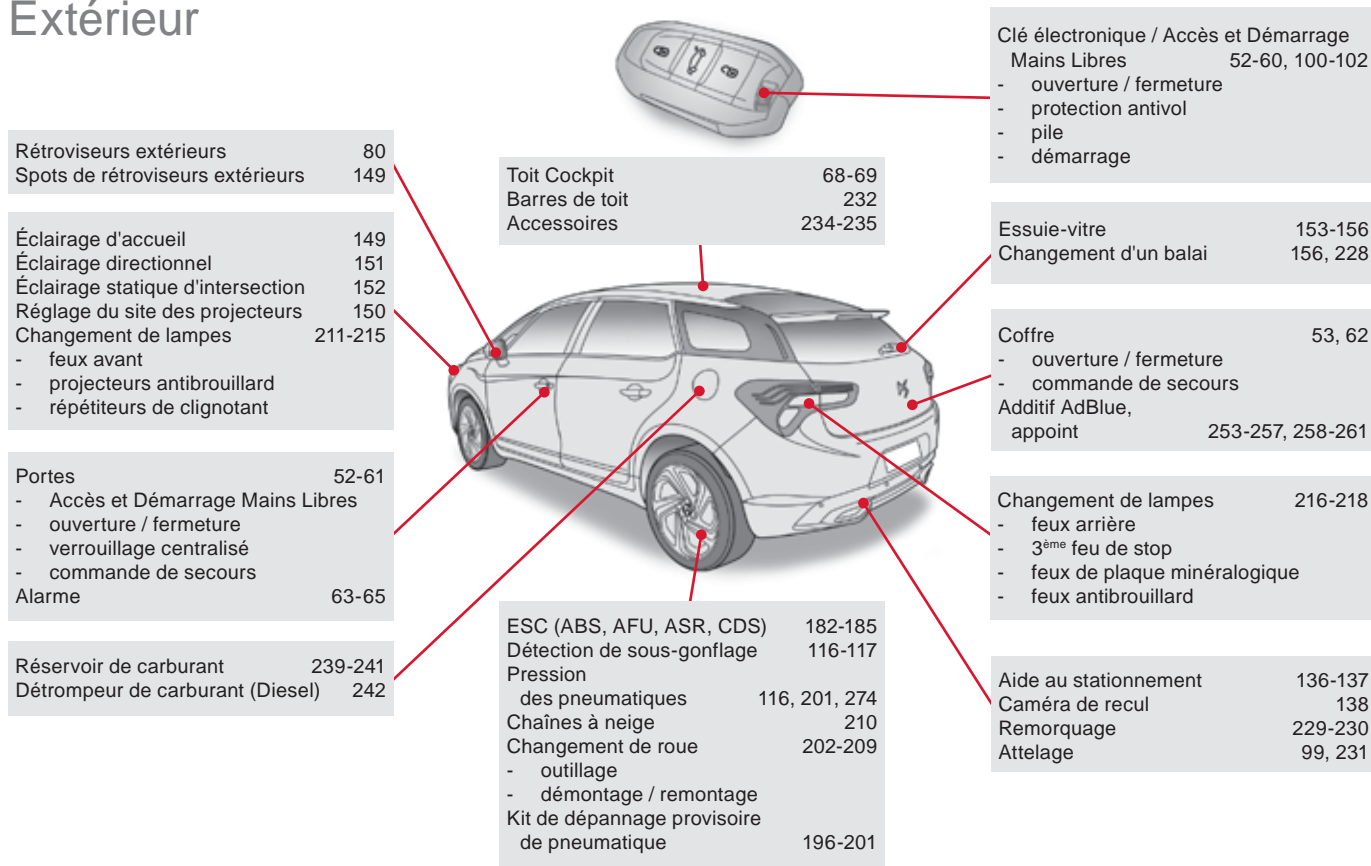 Extérieur
Clé électronique / Accès et Démarrage
Mains Libres 52-60, 100-102
- ouverture / fermeture
- protection antivol
- pile
- démarrage
Rétroviseurs extérieurs 80
Spots de rétroviseurs extérieurs 149
Toit Cockpit 68-69
Barres de toit 232
Accessoires 234-235
Éclairage d'accueil 149
Éclairage directionnel 151
Éclairage statique d'intersection 152
Réglage du site des projecteurs 150
Changement de lampes 211-215
- feux avant
- projecteurs antibrouillard
- répétiteurs de clignotant
Essuie-vitre 153-156
Changement d'un balai 156, 228
Coffre 53, 62
- ouverture / fermeture
- commande de secours
Additif AdBlue,
appoint 253-257, 258-261
Portes 52-61
- Accès et Démarrage Mains Libres
- ouverture / fermeture
- verrouillage centralisé
- commande de secours
Alarme 63-65
Changement de lampes 216-218
- feux arrière
- 3ème feu de stop
- feux de plaque minéralogique
- feux antibrouillard
Réservoir de carburant 239-241
Détrompeur de carburant (Diesel) 242
ESC (ABS, AFU, ASR, CDS) 182-185
Détection de sous-gonflage 116-117
Pression
des pneumatiques 116, 201, 274
Chaînes à neige 210
Changement de roue 202-209
- outillage
- démontage / remontage
Kit de dépannage provisoire
de pneumatique 196-201
Aide au stationnement 136-137
Caméra de recul 138
Remorquage 229-230
Attelage 99, 231